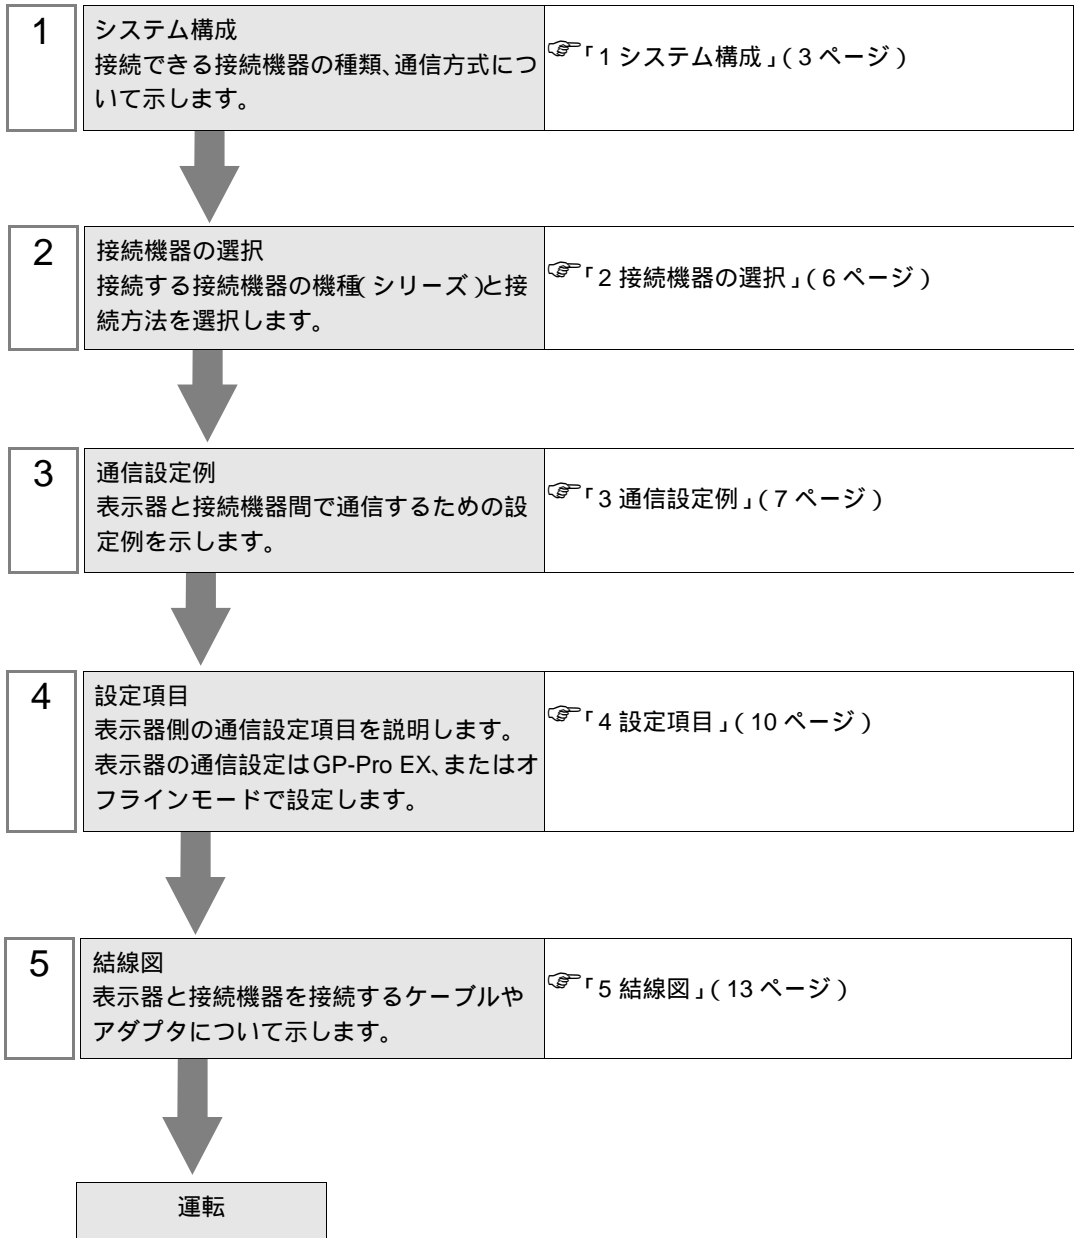 1
システム構成
接続できる接続機器の種類、通信方式につ
いて示します。
☞「1 システム構成」( 3 ページ )
2
接続機器の選択
接続する接続機器の機種( シリーズ )と接
続方法を選択します。
☞「2 接続機器の選択」( 6 ページ )
3
通信設定例
表示器と接続機器間で通信するための設
定例を示します。
☞「3 通信設定例」( 7 ページ )
4
設定項目
表示器側の通信設定項目を説明します。
表示器の通信設定はGP-Pro EX、またはオ
フラインモードで設定します。
☞「4 設定項目」( 10 ページ )
5
結線図
表示器と接続機器を接続するケーブルや
アダプタについて示します。
☞「5 結線図」( 13 ページ )
運転